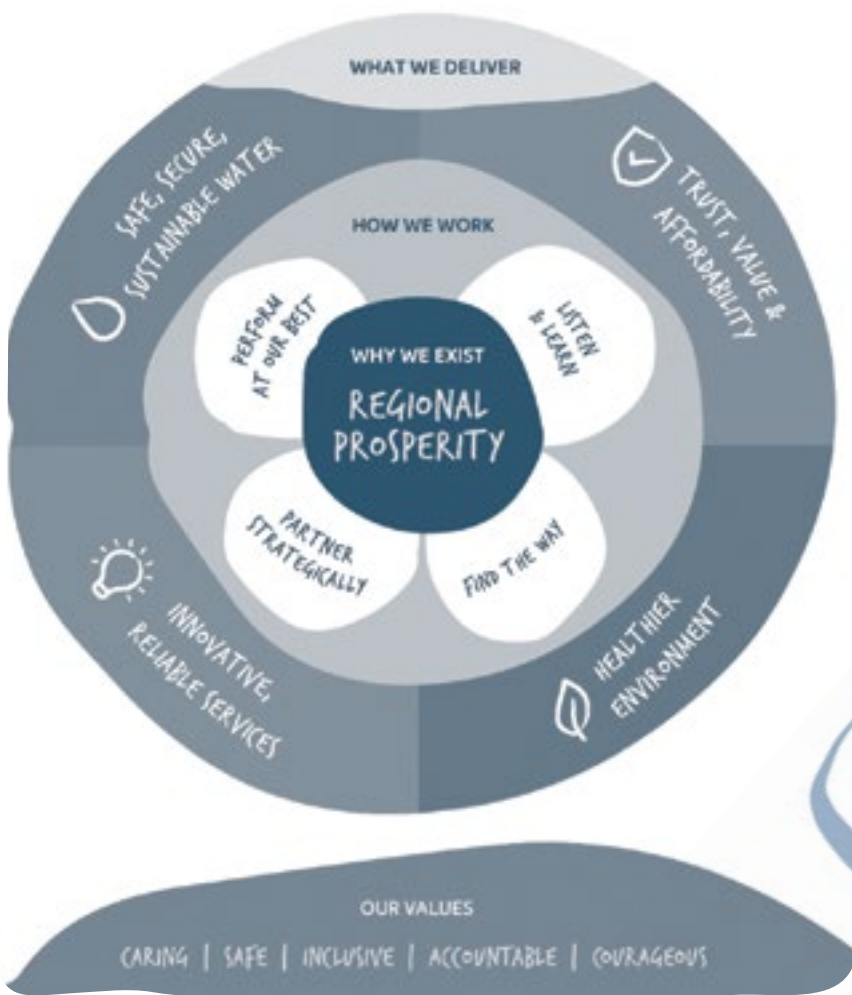 WHAT WE DELIVER
SAFE, SECURE,
SUSTAINABLE WATER
TRUST, VALUE &
AFFORDABILITY
HOW WE WORK
PERFORM
AT OUR BEST
LISTEN
& LEARN
WHY WE EXIST
REGIONAL
PROSPERITY
PARTNER
STRATEGICALLY
FIND THE WAY
INNOVATIVE,
RELIABLE SERVICES
HEALTHIER
ENVIRONMENT
OUR VALUES
CARING | SAFE | INCLUSIVE | ACCOUNTABLE | COURAGEOUS